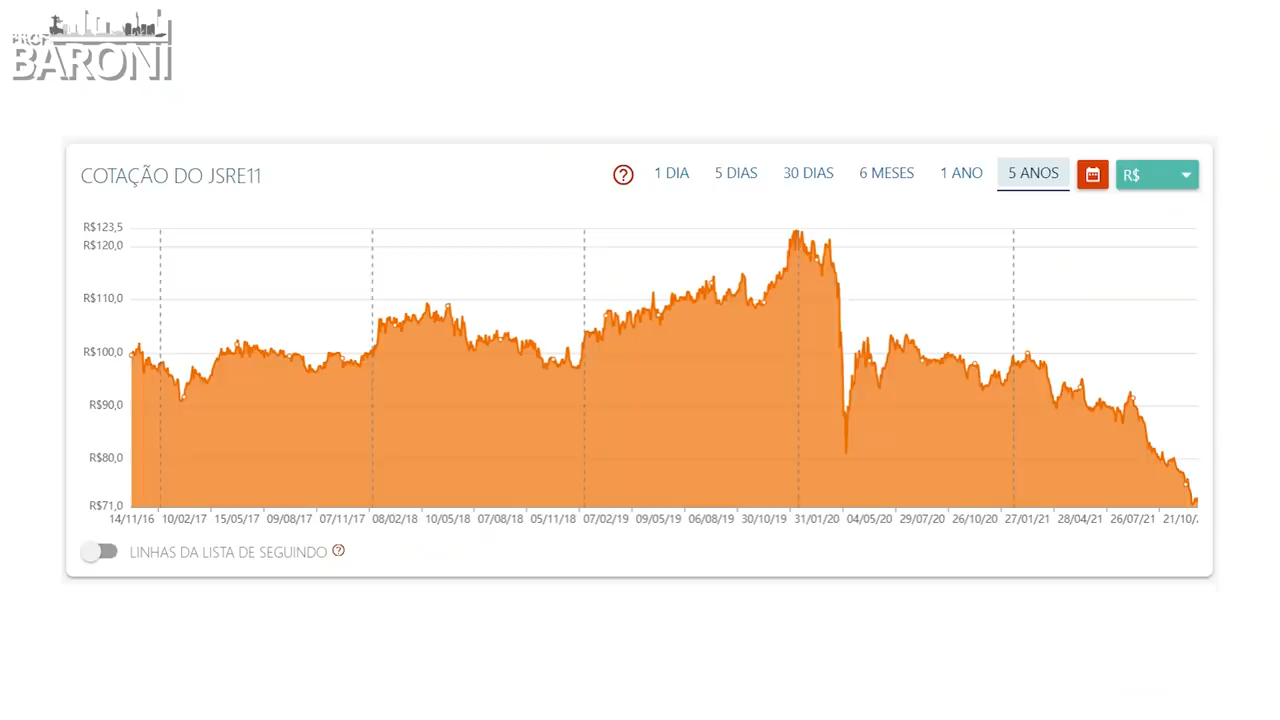 PROF
BARONI
COTAÇÃO DO JSRE11
? 1 DIA 5 DIAS 30 DIAS 6 MESES 1 ANO 5 ANOS R$
R$123,5
R$120,0
R$110,0
R$100,0
R$90,0
R$80,0
R$71,0
14/11/16 10/02/17 15/05/17 09/08/17 07/11/17 08/02/18 10/05/18 07/08/18 05/11/18 07/02/19 09/05/19 06/08/19 30/10/19 31/01/20 04/05/20 29/07/20 26/10/20 27/01/21 28/04/21 26/07/21 21/10/
LINHAS DA LISTA DE SEGUINDO ?